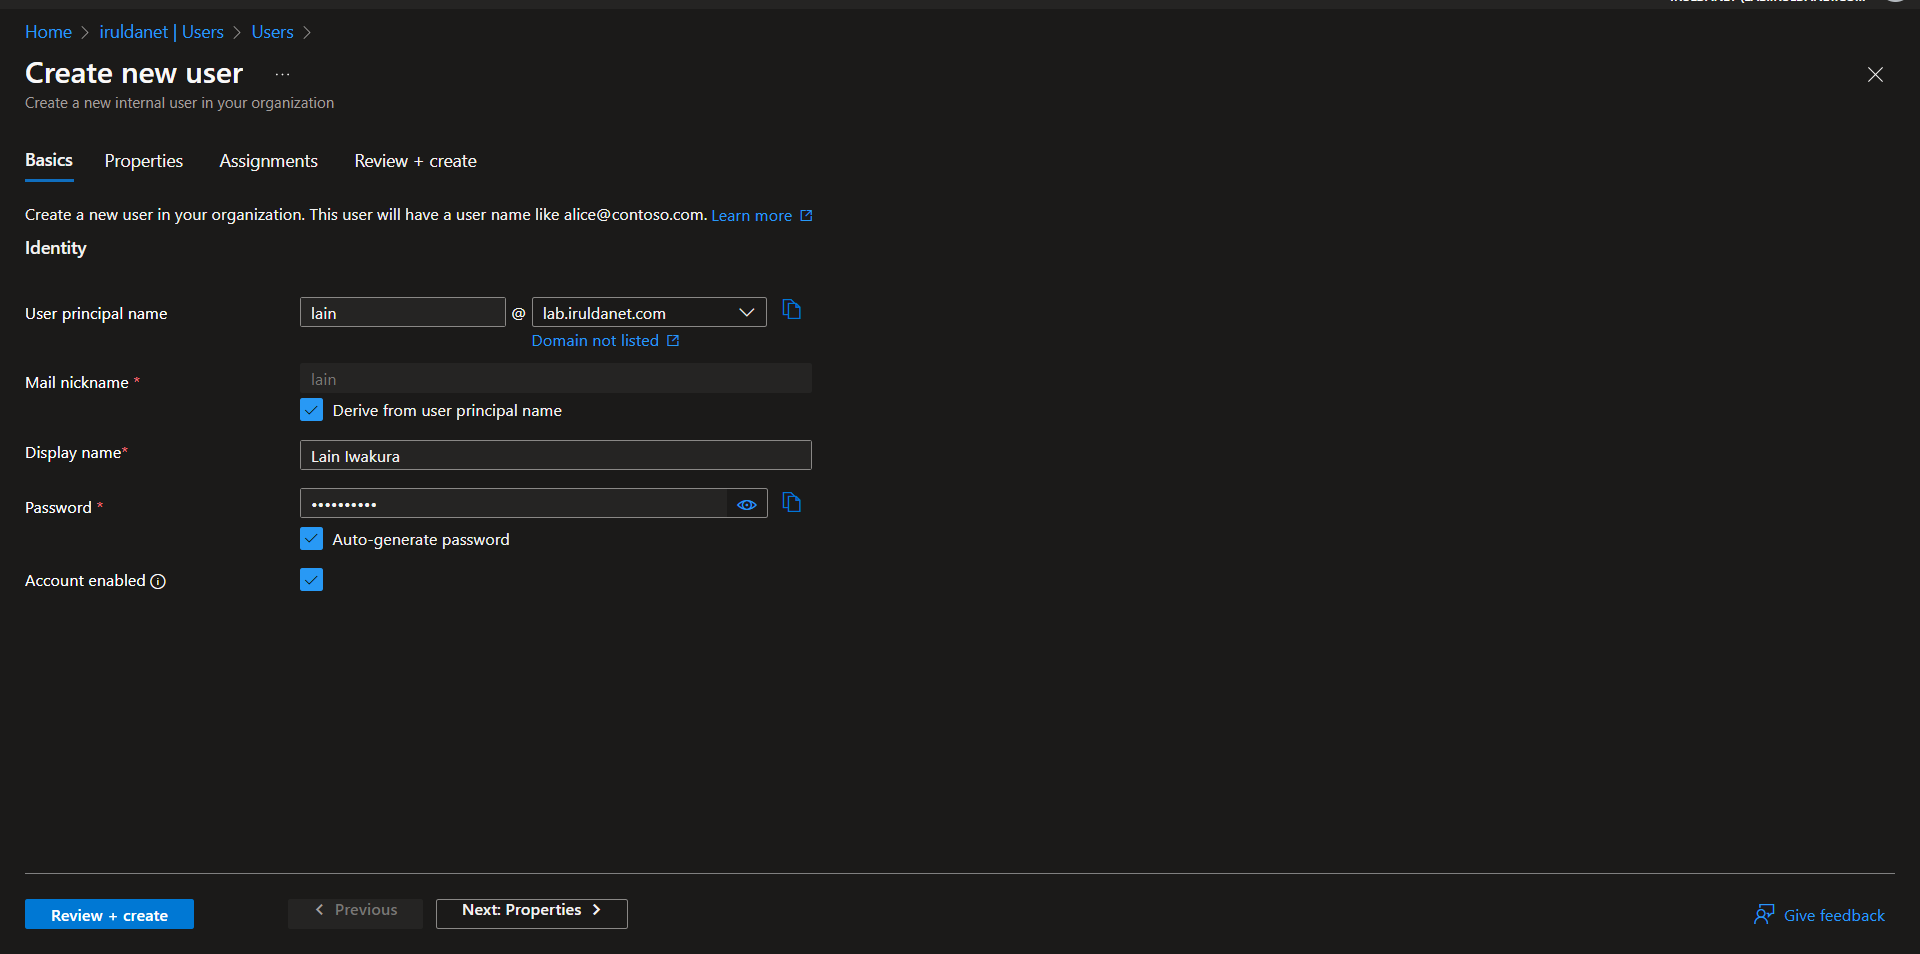 Home > iruldanet | Users > Users >
Create new user ...
Create a new internal user in your organization
Basics Properties Assignments Review + create
Create a new user in your organization. This user will have a user name like alice@contoso.com. Learn more
Identity
User principal name lain @ lab.iruldanet.com
Domain not listed
Mail nickname * lain
Derive from user principal name
Display name* Lain Iwakura
Password * ••••••••••
Auto-generate password
Account enabled
Review + create < Previous Next: Properties > Give feedback